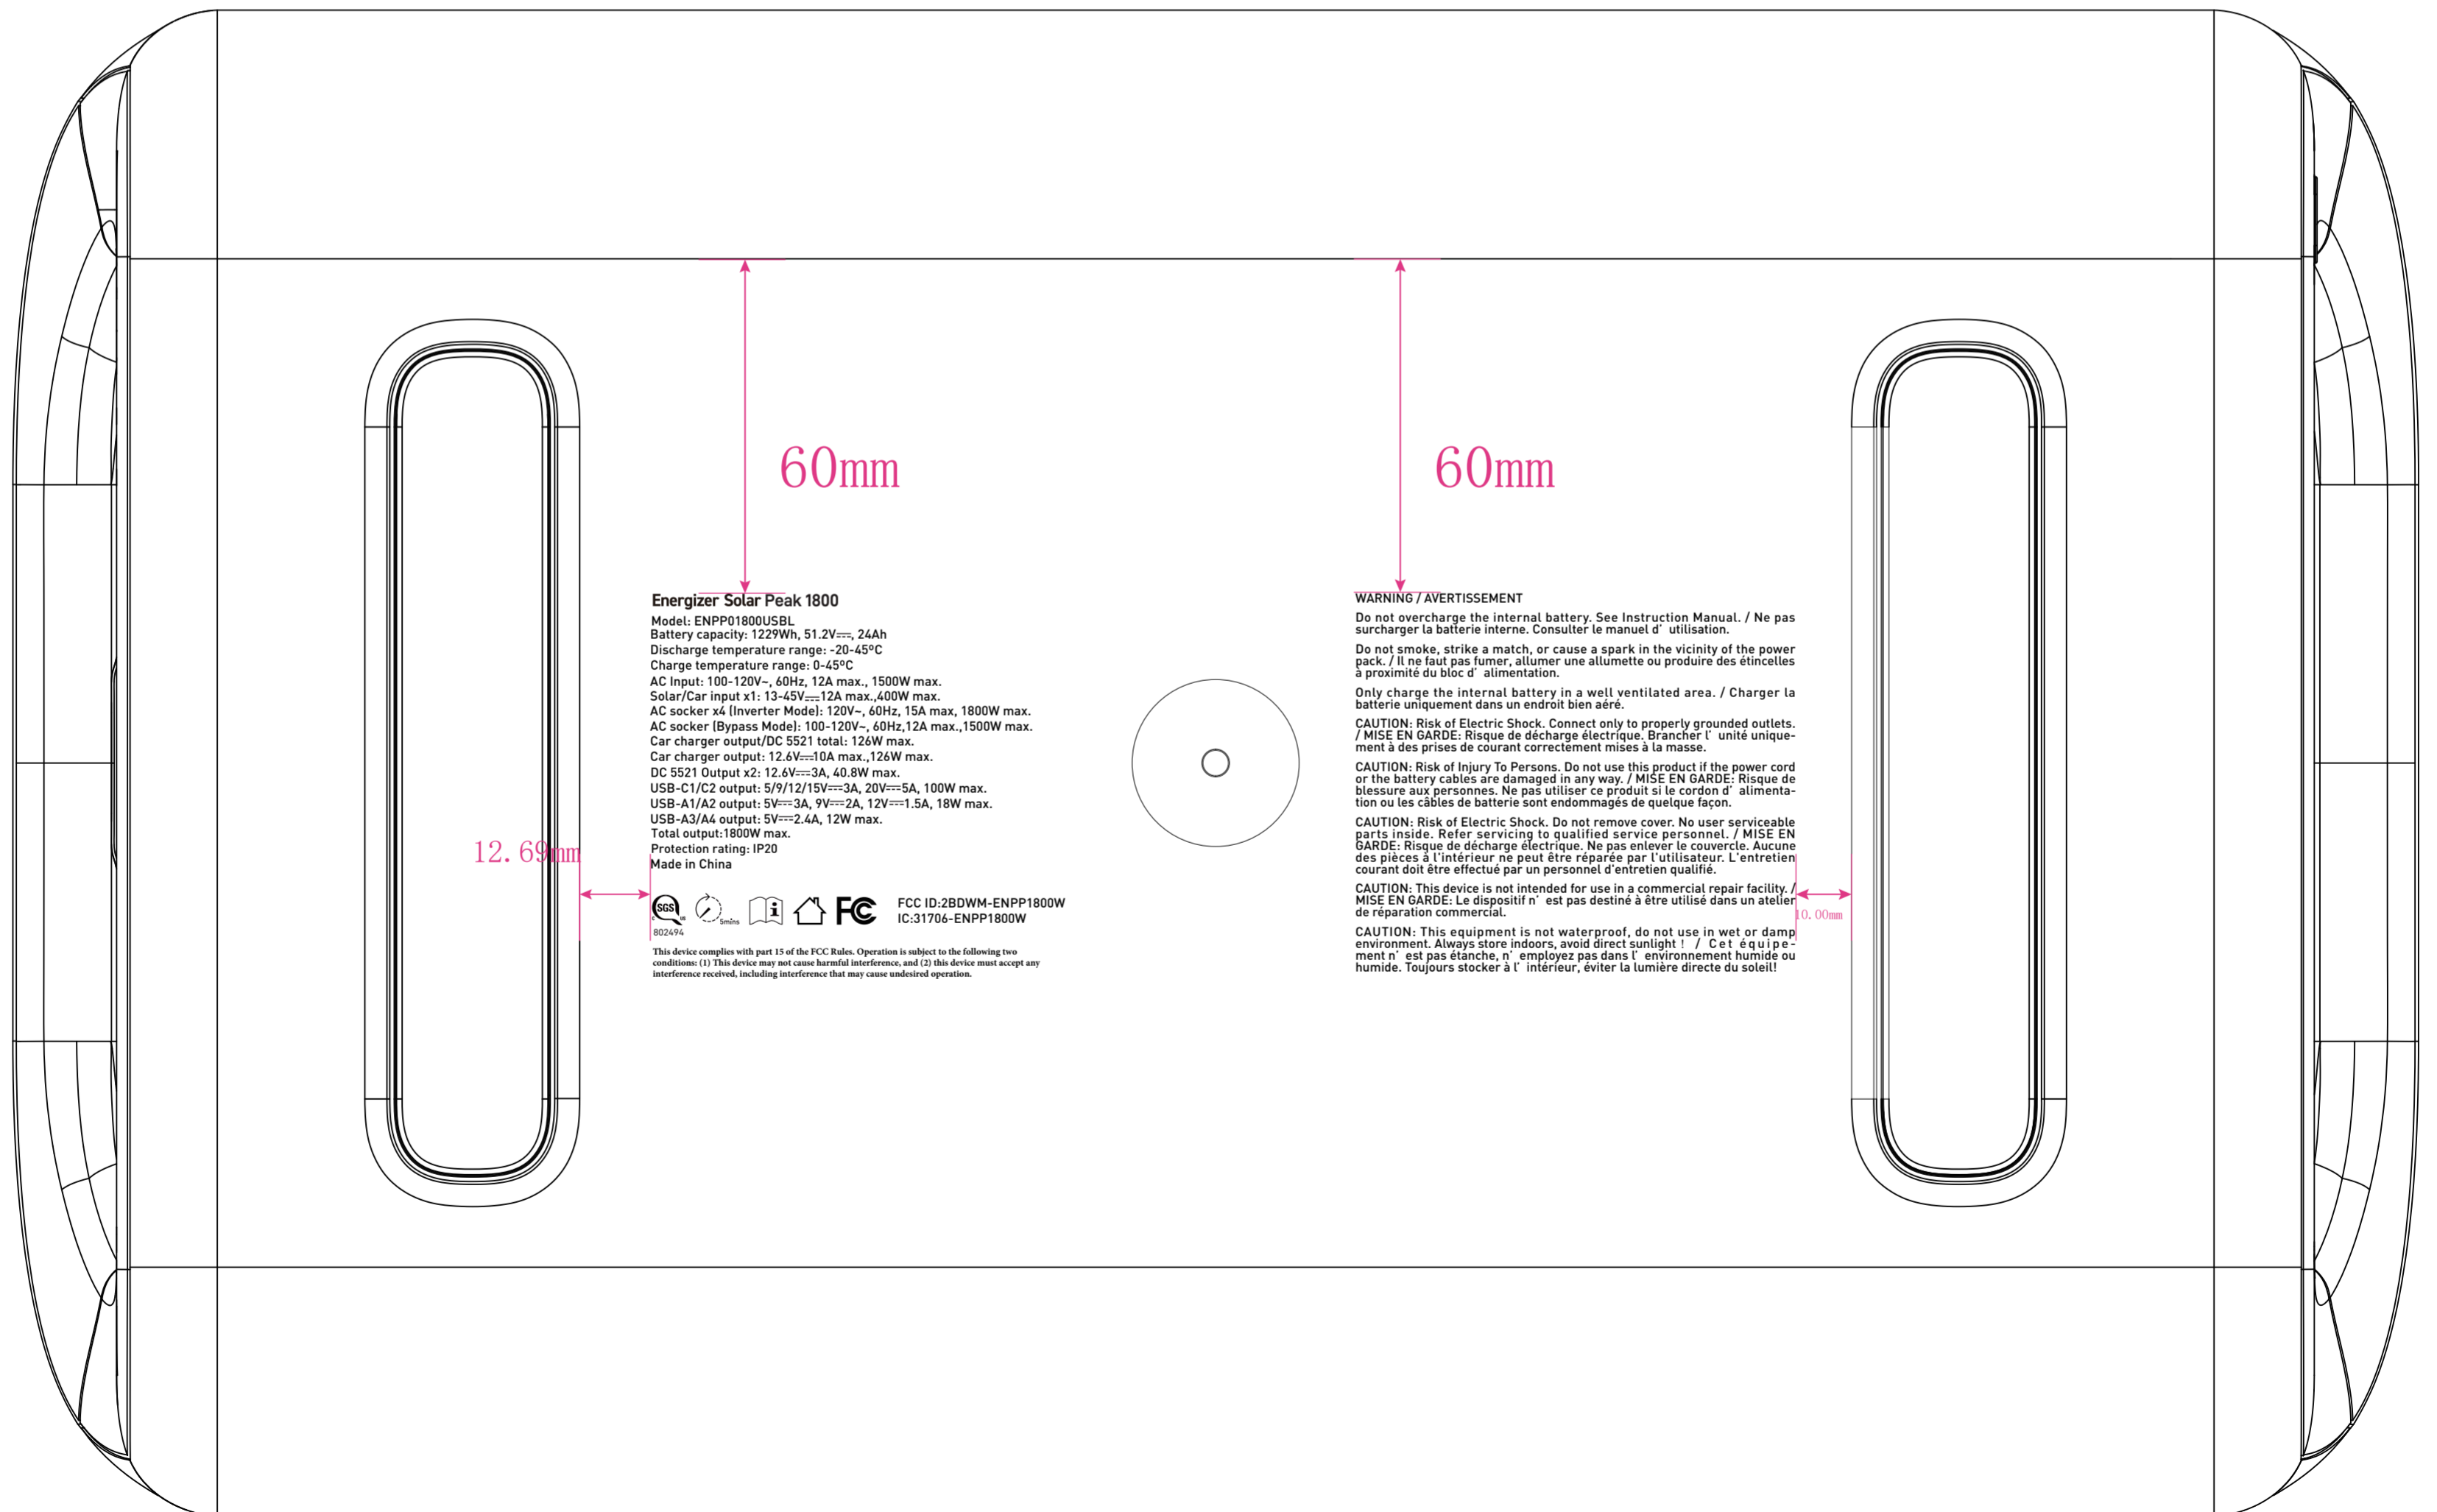 60mm
60mm
Energizer Solar Peak 1800
Model: ENPP01800USBL
Battery capacity: 1229Wh, 51.2V⎓, 24Ah
Discharge temperature range: -20-45ºC
Charge temperature range: 0-45ºC
AC Input: 100-120V~, 60Hz, 12A max., 1500W max.
Solar/Car input x1: 13-45V⎓12A max.,400W max.
AC socker x4 (Inverter Mode): 120V~, 60Hz, 15A max, 1800W max.
AC socker (Bypass Mode): 100-120V~, 60Hz,12A max.,1500W max.
Car charger output/DC 5521 total: 126W max.
Car charger output: 12.6V⎓10A max.,126W max.
DC 5521 Output x2: 12.6V⎓3A, 40.8W max.
USB-C1/C2 output: 5/9/12/15V⎓3A, 20V⎓5A, 100W max.
USB-A1/A2 output: 5V⎓3A, 9V⎓2A, 12V⎓1.5A, 18W max.
USB-A3/A4 output: 5V⎓2.4A, 12W max.
Total output:1800W max.
Protection rating: IP20
Made in China
12.69mm
SGS
C US
802494
5mins
i
FC
FCC ID:2BDWM-ENPP1800W
IC:31706-ENPP1800W
This device complies with part 15 of the FCC Rules. Operation is subject to the following two
conditions: (1) This device may not cause harmful interference, and (2) this device must accept any
interference received, including interference that may cause undesired operation.
WARNING / AVERTISSEMENT
Do not overcharge the internal battery. See Instruction Manual. / Ne pas
surcharger la batterie interne. Consulter le manuel d’ utilisation.
Do not smoke, strike a match, or cause a spark in the vicinity of the power
pack. / Il ne faut pas fumer, allumer une allumette ou produire des étincelles
à proximité du bloc d’ alimentation.
Only charge the internal battery in a well ventilated area. / Charger la
batterie uniquement dans un endroit bien aéré.
CAUTION: Risk of Electric Shock. Connect only to properly grounded outlets.
/ MISE EN GARDE: Risque de décharge électrique. Brancher l’ unité unique-
ment à des prises de courant correctement mises à la masse.
CAUTION: Risk of Injury To Persons. Do not use this product if the power cord
or the battery cables are damaged in any way. / MISE EN GARDE: Risque de
blessure aux personnes. Ne pas utiliser ce produit si le cordon d’ alimenta-
tion ou les câbles de batterie sont endommagés de quelque façon.
CAUTION: Risk of Electric Shock. Do not remove cover. No user serviceable
parts inside. Refer servicing to qualified service personnel. / MISE EN
GARDE: Risque de décharge électrique. Ne pas enlever le couvercle. Aucune
des pièces à l'intérieur ne peut être réparée par l'utilisateur. L'entretien
courant doit être effectué par un personnel d'entretien qualifié.
CAUTION: This device is not intended for use in a commercial repair facility. /
MISE EN GARDE: Le dispositif n’ est pas destiné à être utilisé dans un atelier
de réparation commercial.
CAUTION: This equipment is not waterproof, do not use in wet or damp
environment. Always store indoors, avoid direct sunlight！ / Cet équipe-
ment n’ est pas étanche, n’ employez pas dans l’ environnement humide ou
humide. Toujours stocker à l’ intérieur, éviter la lumière directe du soleil!
10.00mm